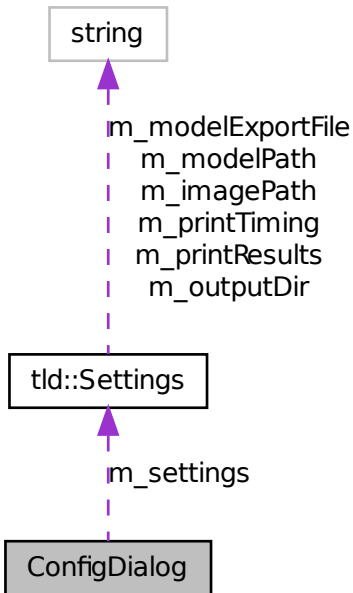 string
m_modelExportFile
m_modelPath
m_imagePath
m_printTiming
m_printResults
m_outputDir
tld::Settings
m_settings
ConfigDialog